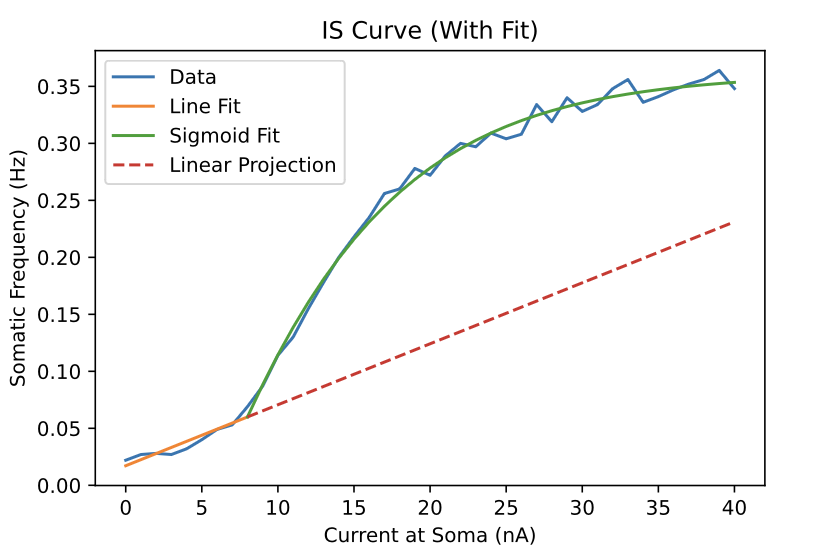 IS Curve (With Fit)
Data
Line Fit
Sigmoid Fit
Linear Projection
Somatic Frequency (Hz)
0.35
0.30
0.25
0.20
0.15
0.10
0.05
0.00
0 5 10 15 20 25 30 35 40
Current at Soma (nA)